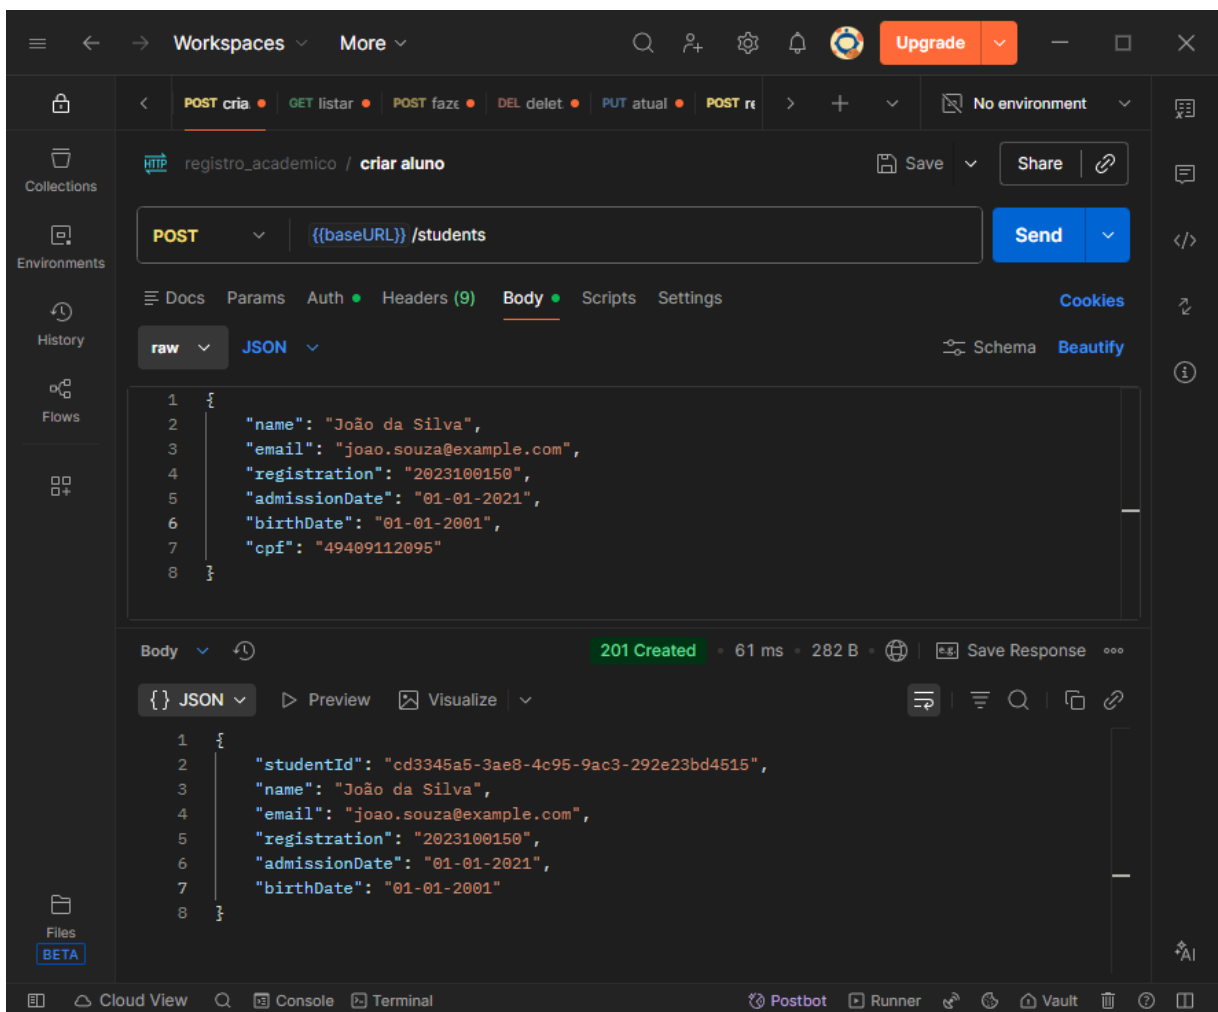 Workspaces More Upgrade
POST cria GET listar POST faze DEL delet PUT atual POST re No environment
HTTP registro_academico / criar aluno Save Share
Collections
POST {{baseURL}} /students Send
Environments
Docs Params Auth Headers (9) Body Scripts Settings Cookies
History
raw JSON Schema Beautify
Flows
1 {
2 "name": "João da Silva",
3 "email": "joao.souza@example.com",
4 "registration": "2023100150",
5 "admissionDate": "01-01-2021",
6 "birthDate": "01-01-2001",
7 "cpf": "49409112095"
8 }
Body 201 Created 61 ms 282 B e.g. Save Response
{} JSON Preview Visualize
1 {
2 "studentId": "cd3345a5-3ae8-4c95-9ac3-292e23bd4515",
3 "name": "João da Silva",
4 "email": "joao.souza@example.com",
5 "registration": "2023100150",
6 "admissionDate": "01-01-2021",
7 "birthDate": "01-01-2001"
8 }
Files
BETA
AI
Cloud View Console Terminal Postbot Runner Vault